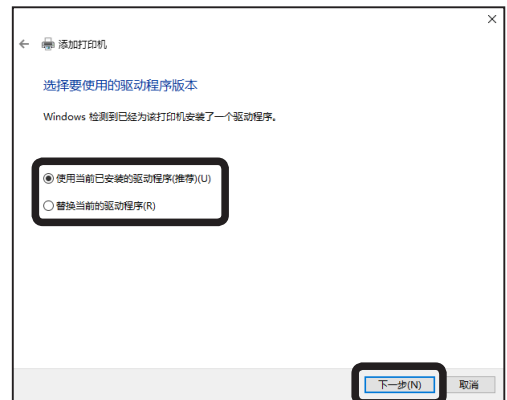 添加打印机
选择要使用的驱动程序版本
Windows 检测到已经为该打印机安装了一个驱动程序。
使用当前已安装的驱动程序(推荐)(U)
替换当前的驱动程序(R)
下一步(N) 取消